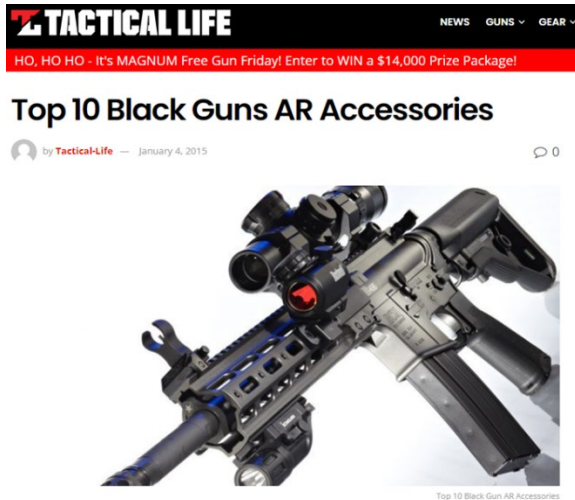 TACTICAL LIFE
NEWS GUNS GEAR
HO, HO HO - It's MAGNUM Free Gun Friday! Enter to WIN a $14,000 Prize Package!
Top 10 Black Guns AR Accessories
by Tactical-Life — January 4, 2015 0
Top 10 Black Gun AR Accessories